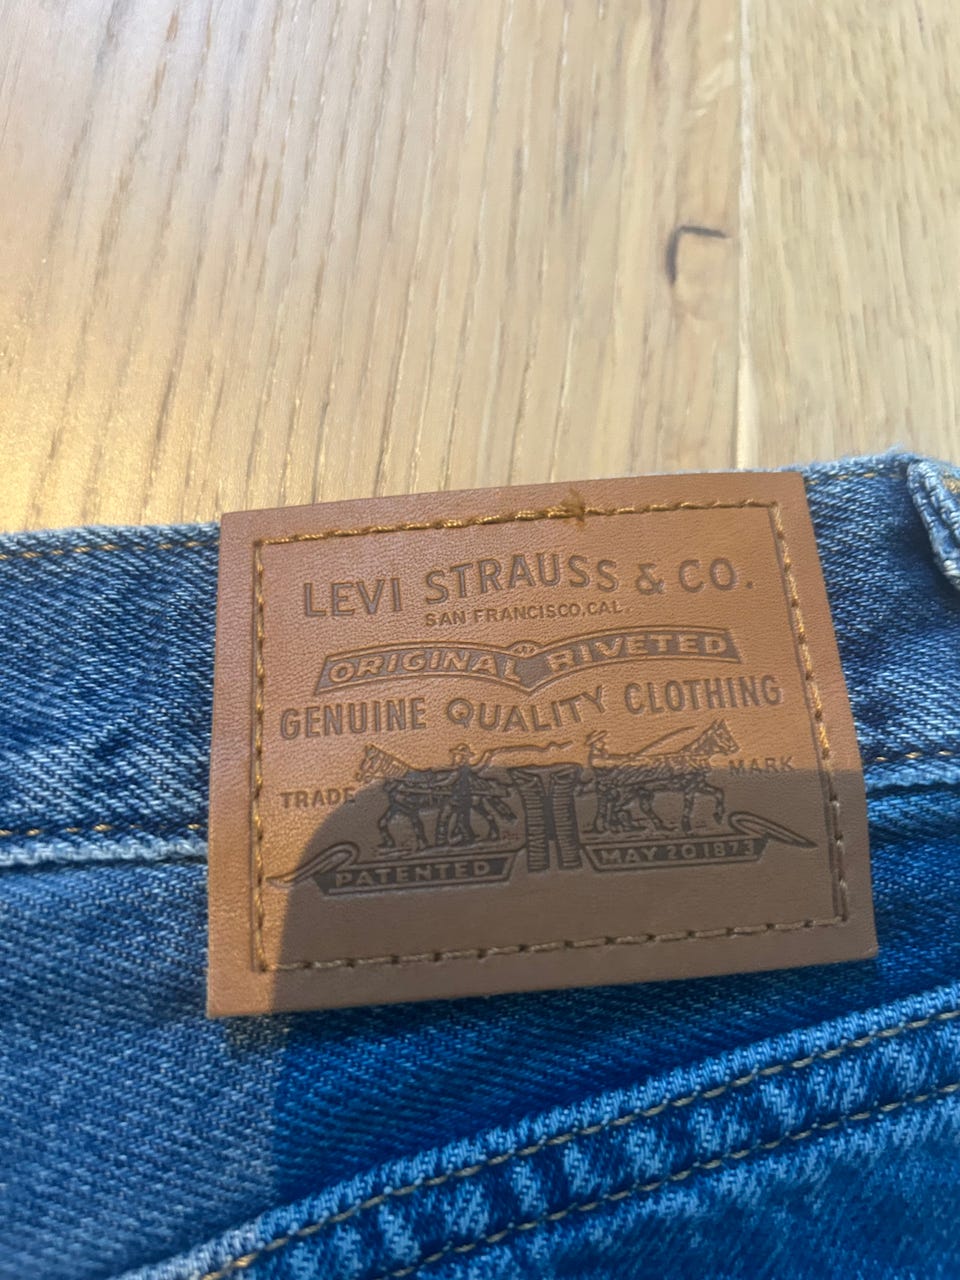 LEVI STRAUSS & CO.
SAN FRANCISCO, CAL.
ORIGINAL RIVETED
GENUINE QUALITY CLOTHING
TRADE MARK
PATENTED MAY 20 1873